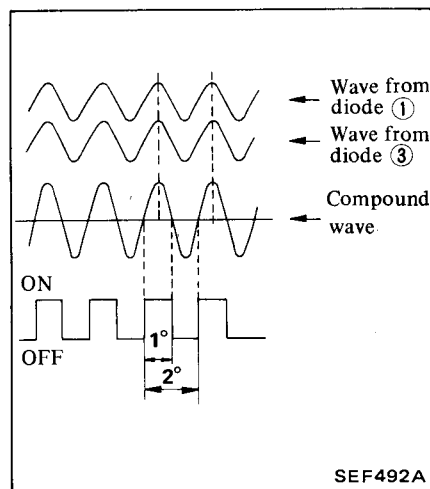 Wave from
diode ①
Wave from
diode ③
Compound
wave
ON
OFF
1°
2°
SEF492A